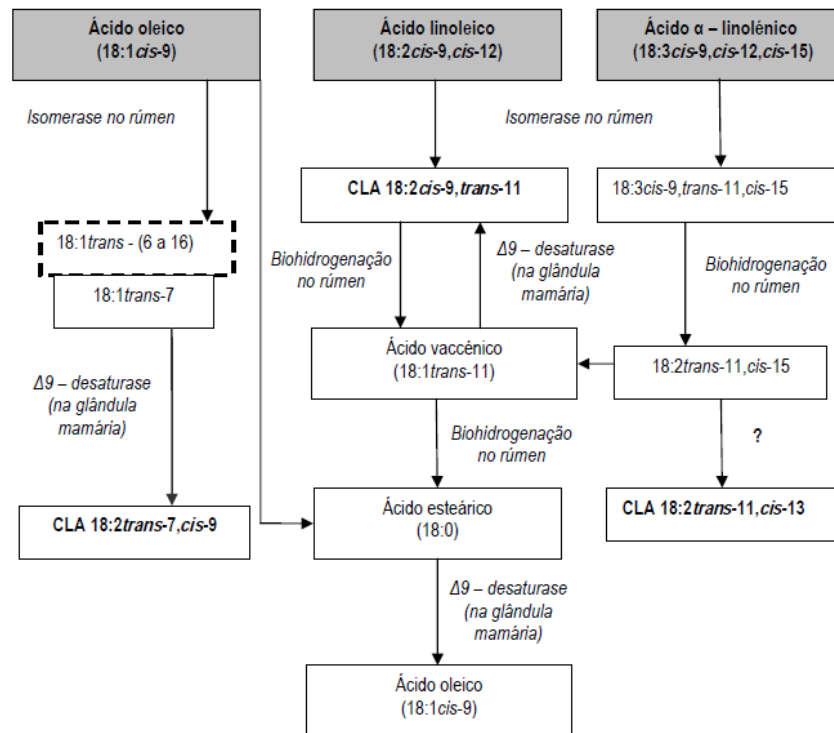 Ácido oleico
(18:1cis-9)
Ácido linoleico
(18:2cis-9,cis-12)
Ácido α – linolénico
(18:3cis-9,cis-12,cis-15)
Isomerase no rúmen
Isomerase no rúmen
CLA 18:2cis-9,trans-11
18:3cis-9,trans-11,cis-15
18:1trans - (6 a 16)
18:1trans-7
Biohidrogenação
no rúmen
Δ9 – desaturase
(na glândula
mamária)
Biohidrogenação
no rúmen
Ácido vaccénico
(18:1trans-11)
18:2trans-11,cis-15
Δ9 – desaturase
(na glândula
mamária)
Biohidrogenação
no rúmen
?
CLA 18:2trans-7,cis-9
Ácido esteárico
(18:0)
CLA 18:2trans-11,cis-13
Δ9 – desaturase
(na glândula
mamária)
Ácido oleico
(18:1cis-9)